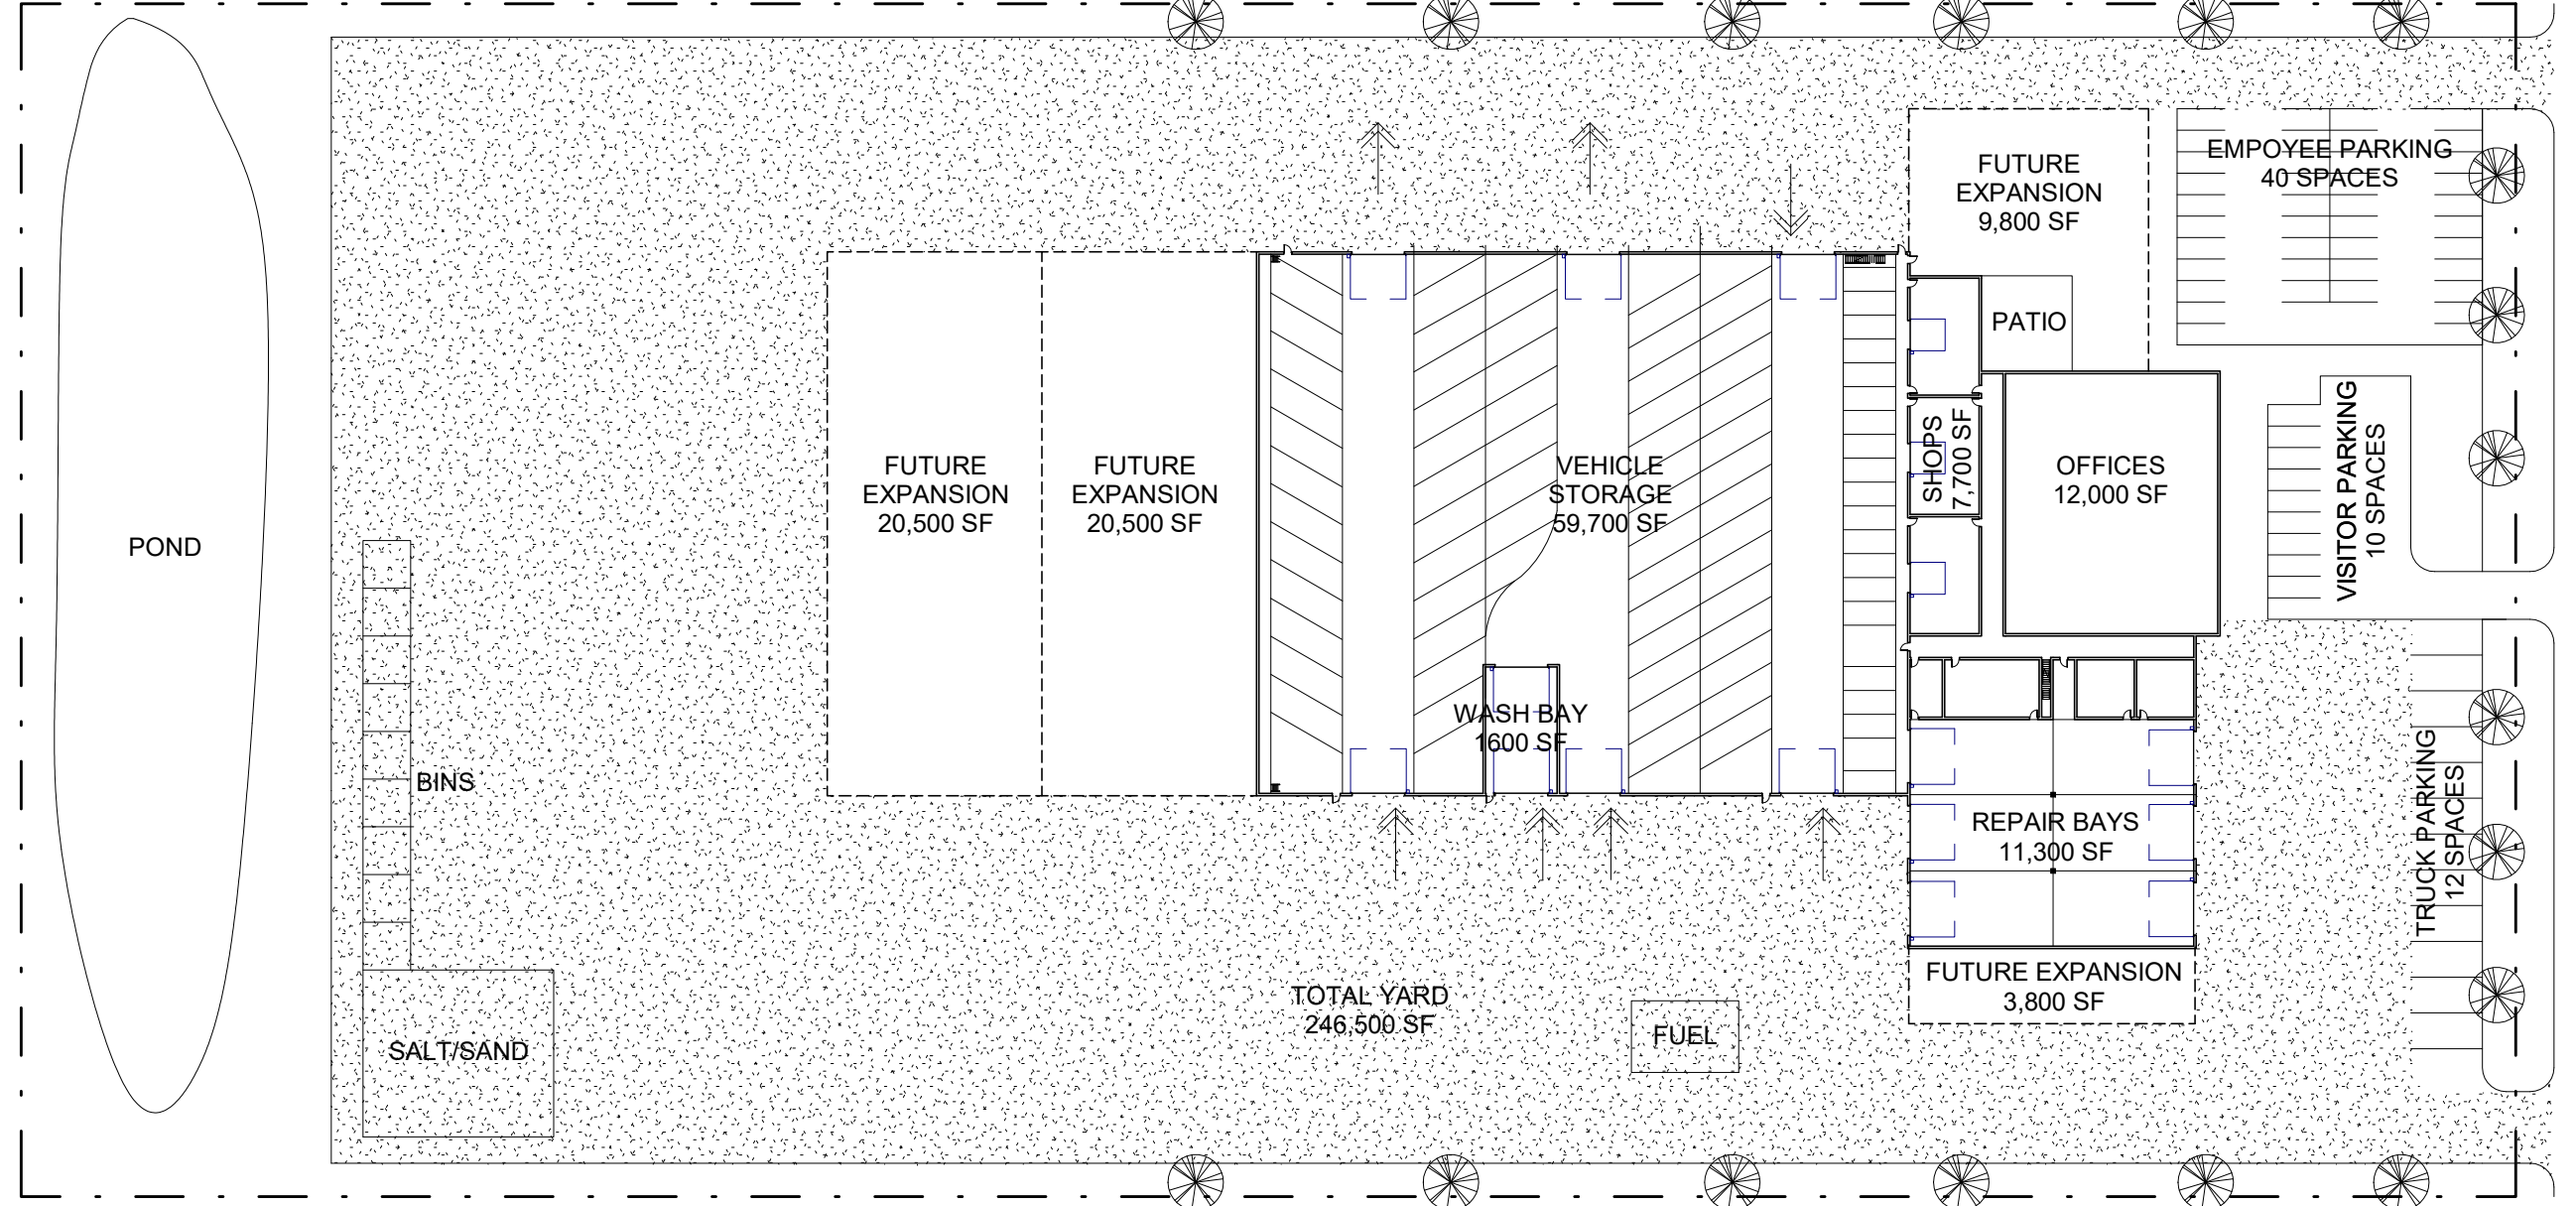 FUTURE
EXPANSION
9,800 SF
EMPOYEE PARKING
40 SPACES
PATIO
POND
FUTURE
EXPANSION
20,500 SF
FUTURE
EXPANSION
20,500 SF
VEHICLE
STORAGE
59,700 SF
SHOPS
7,700 SF
OFFICES
12,000 SF
VISITOR PARKING
10 SPACES
WASH BAY
1600 SF
BINS
REPAIR BAYS
11,300 SF
TRUCK PARKING
12 SPACES
FUTURE EXPANSION
3,800 SF
TOTAL YARD
246,500 SF
FUEL
SALT/SAND